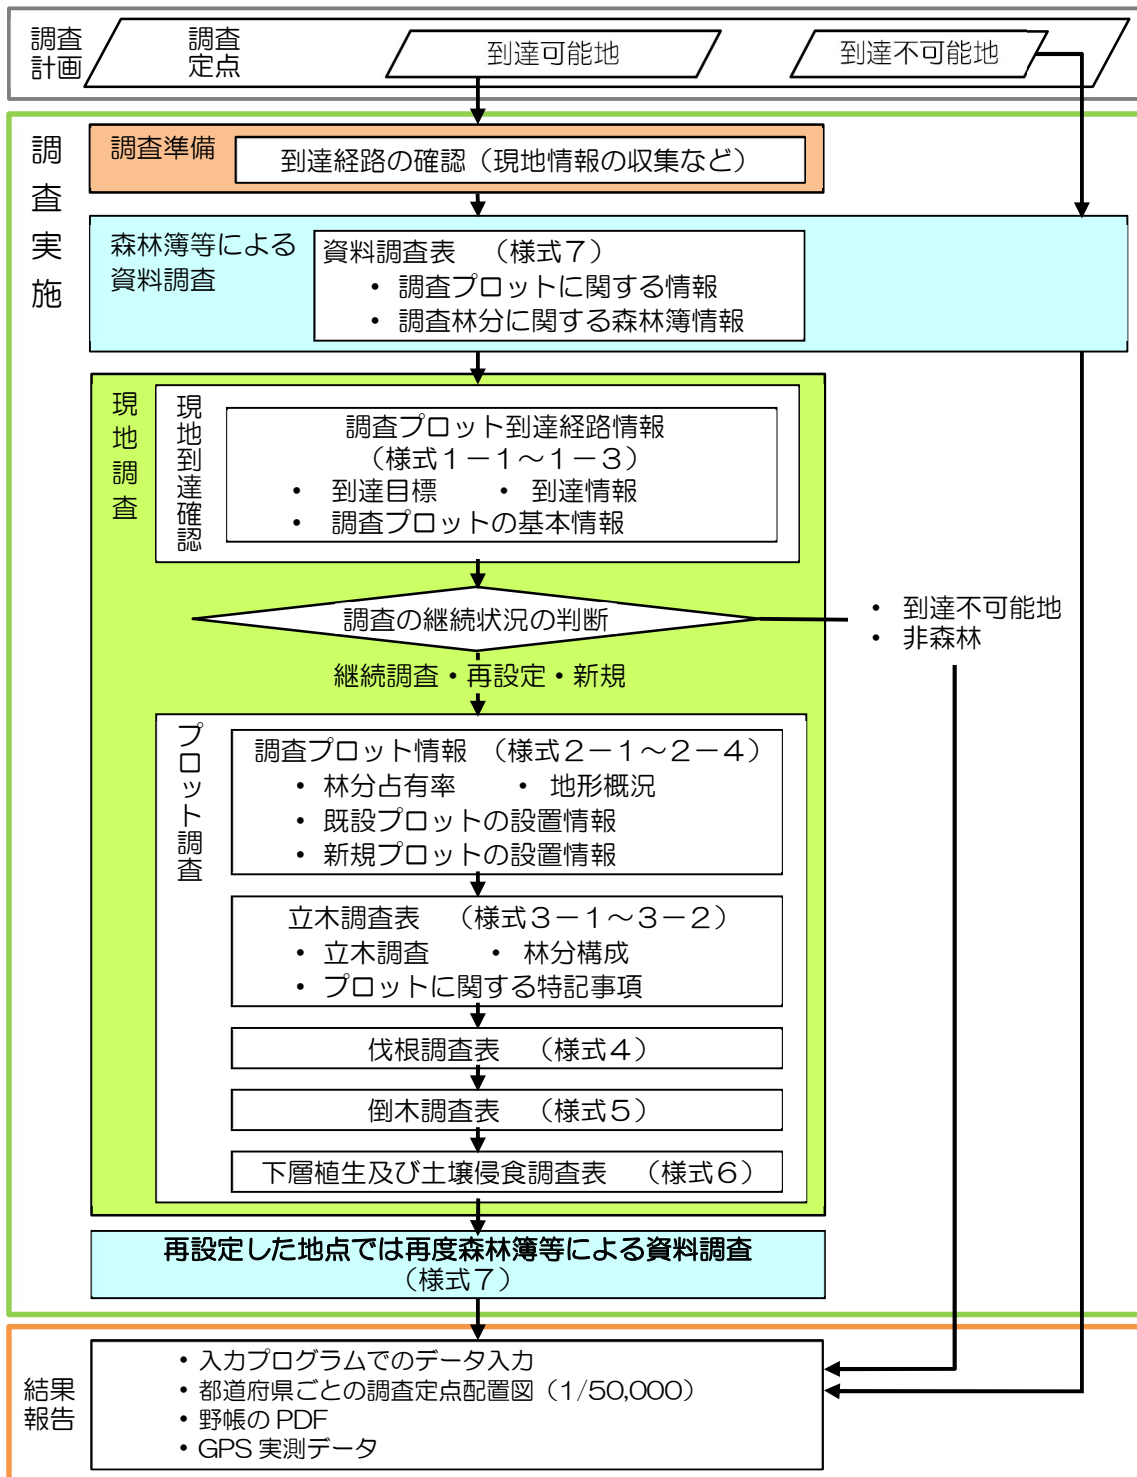 調査
計画
調査
定点
到達可能地
到達不可能地
調査実施
調査準備
到達経路の確認（現地情報の収集など）
森林簿等による
資料調査
資料調査表　（様式７）
• 調査プロットに関する情報
• 調査林分に関する森林簿情報
現地調査
現地到達確認
調査プロット到達経路情報
（様式１－１～１－３）
• 到達目標　• 到達情報
• 調査プロットの基本情報
調査の継続状況の判断
• 到達不可能地
• 非森林
継続調査・再設定・新規
プロット調査
調査プロット情報　（様式２－１～２－４）
• 林分占有率　• 地形概況
• 既設プロットの設置情報
• 新規プロットの設置情報
立木調査表　（様式３－１～３－２）
• 立木調査　• 林分構成
• プロットに関する特記事項
伐根調査表　（様式４）
倒木調査表　（様式５）
下層植生及び土壌侵食調査表　（様式６）
再設定した地点では再度森林簿等による資料調査
（様式７）
結果
報告
• 入力プログラムでのデータ入力
• 都道府県ごとの調査定点配置図（1/50,000）
• 野帳の PDF
• GPS 実測データ